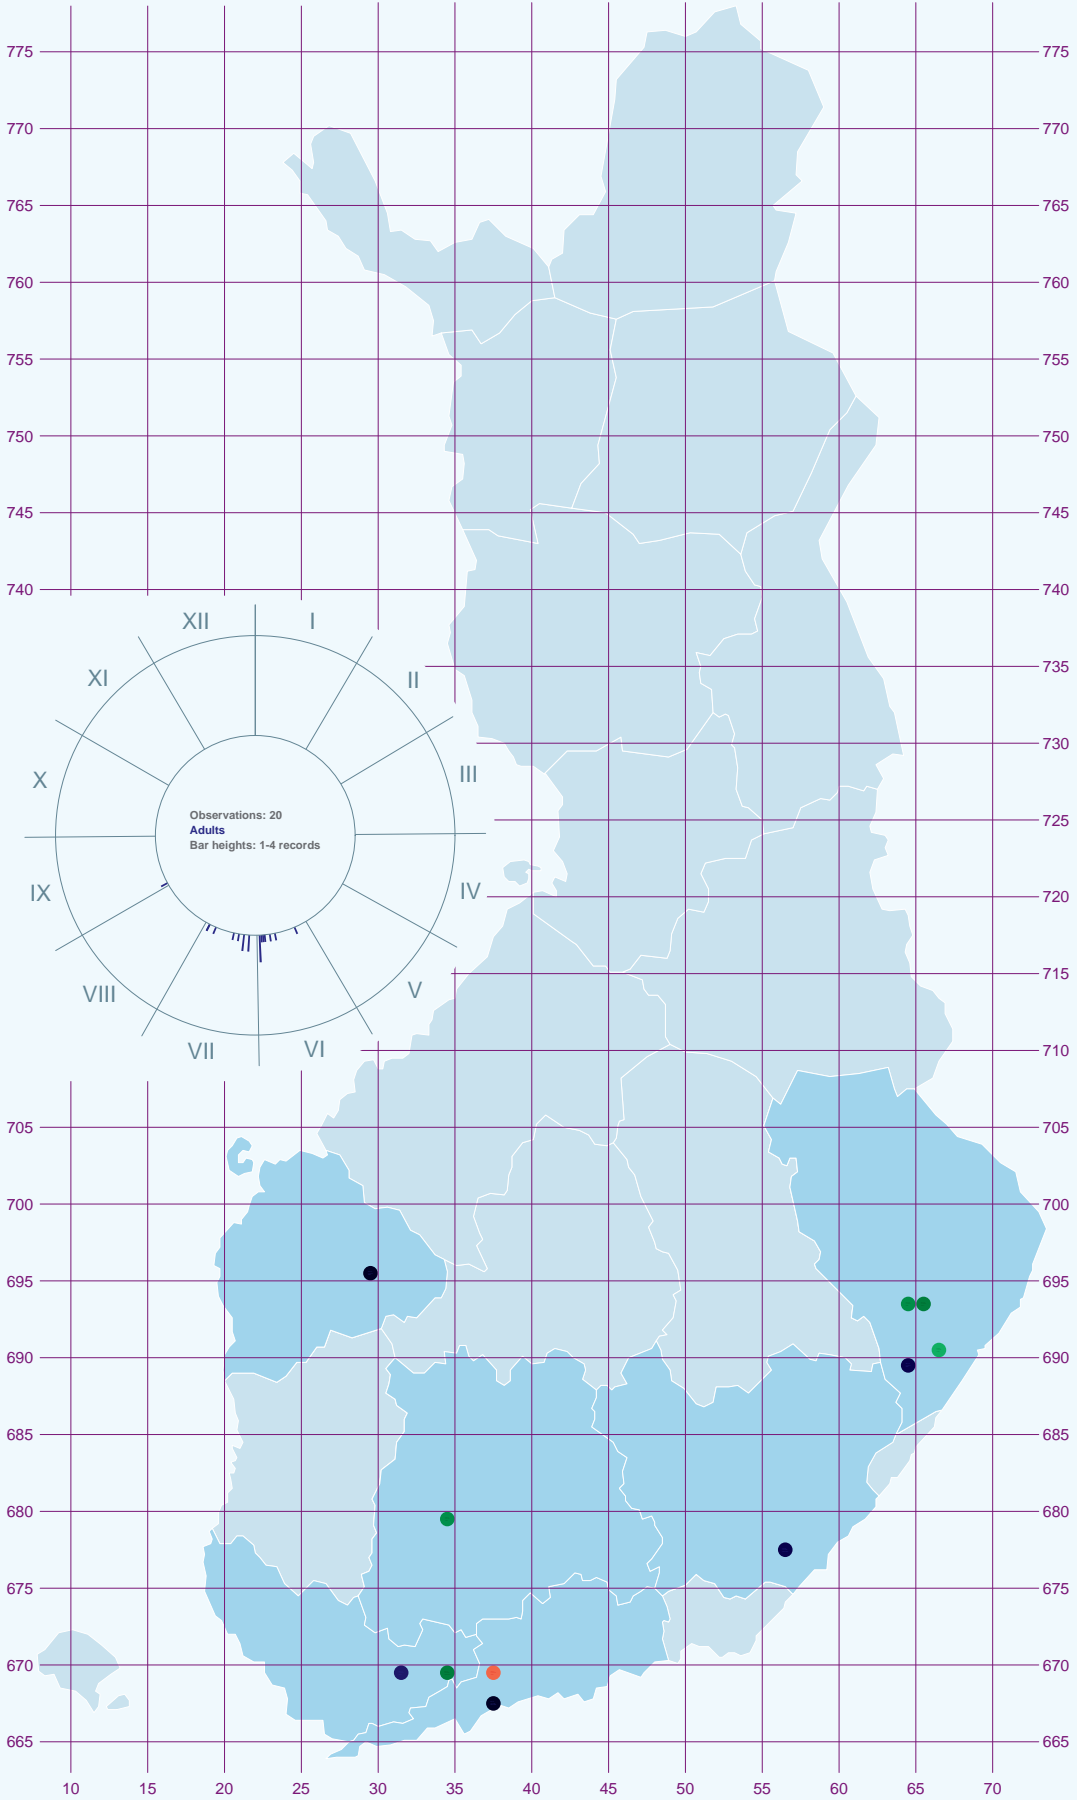 775 775
770 770
765 765
760 760
755 755
750 750
745 745
740 740
XII I
XI II
735
730
X III
Observations: 20
725
Adults
Bar heights: 1-4 records
IX IV
720
715
VIII V
VII VI
710
705 705
700 700
695 695
690 690
685 685
680 680
675 675
670 670
665 665
10 15 20 25 30 35 40 45 50 55 60 65 70